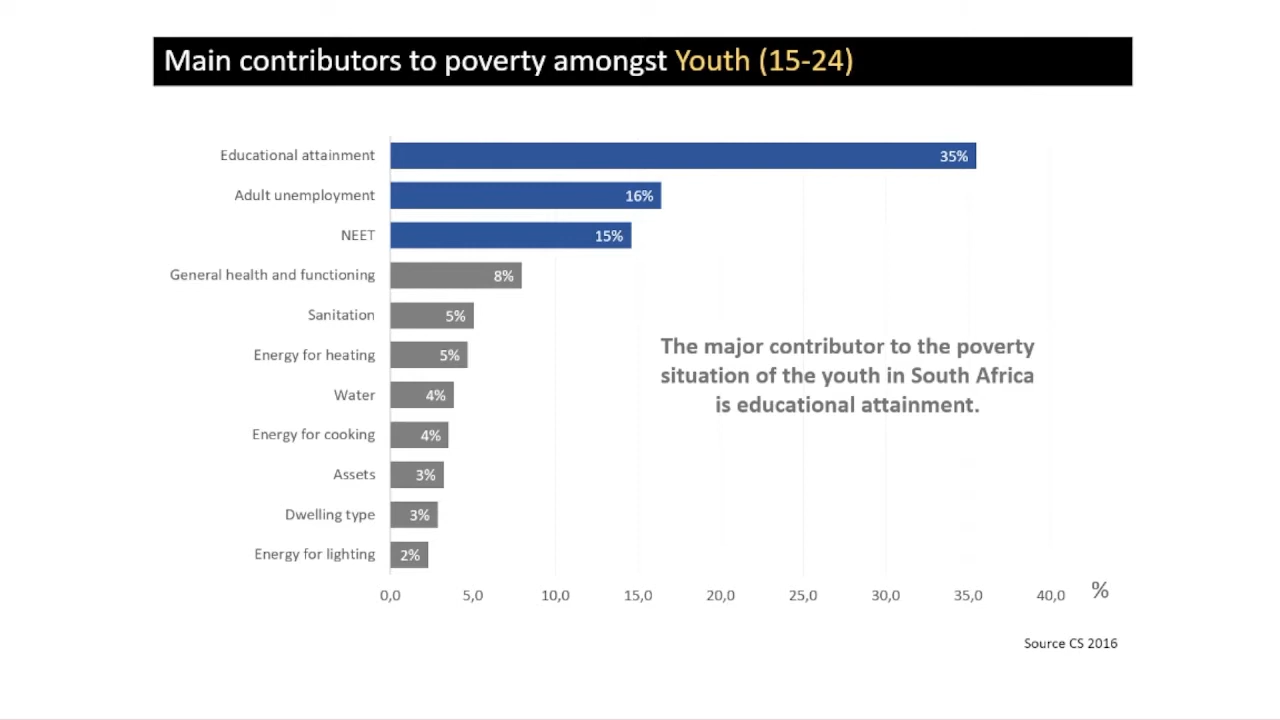 Main contributors to poverty amongst Youth (15-24)
Educational attainment 35%
Adult unemployment 16%
NEET 15%
General health and functioning 8%
Sanitation 5%
Energy for heating 5%
Water 4%
Energy for cooking 4%
Assets 3%
Dwelling type 3%
Energy for lighting 2%
The major contributor to the poverty
situation of the youth in South Africa
is educational attainment.
0,0 5,0 10,0 15,0 20,0 25,0 30,0 35,0 40,0 %
Source CS 2016